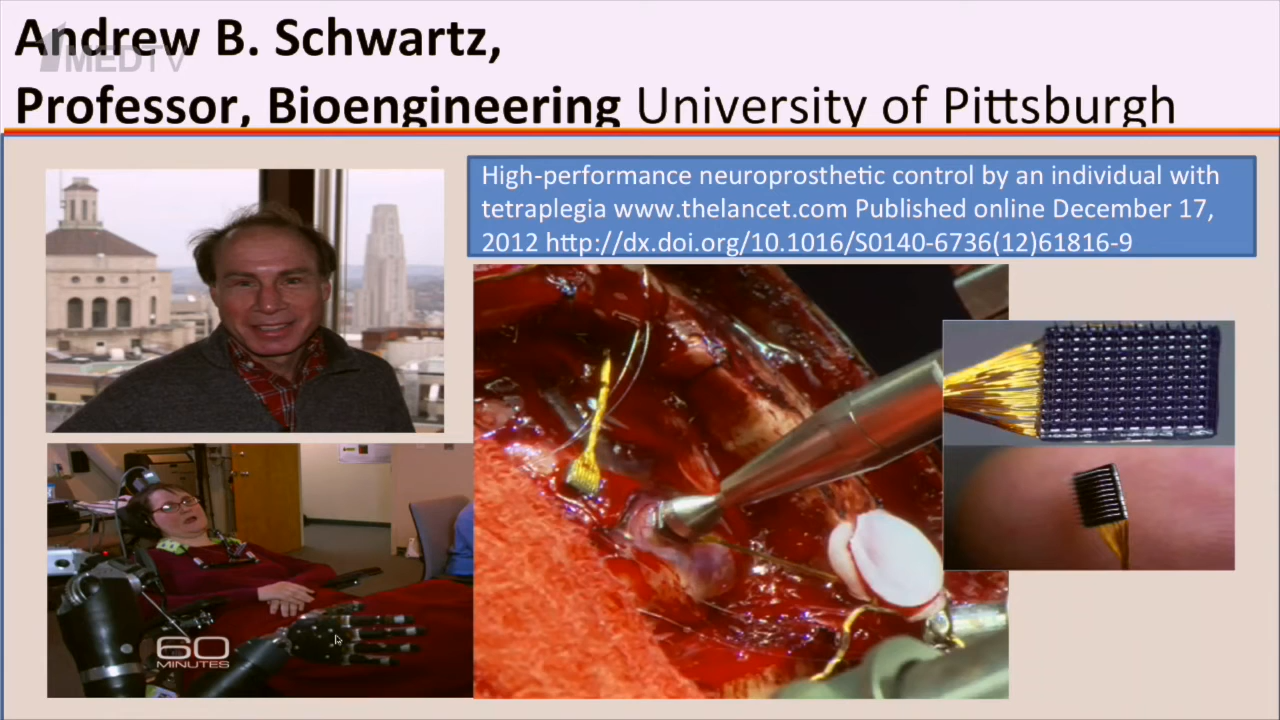 Andrew B. Schwartz,
MEDTV
Professor, Bioengineering University of Pittsburgh
High-performance neuroprosthetic control by an individual with
tetraplegia www.thelancet.com Published online December 17,
2012 http://dx.doi.org/10.1016/S0140-6736(12)61816-9
60
MINUTES